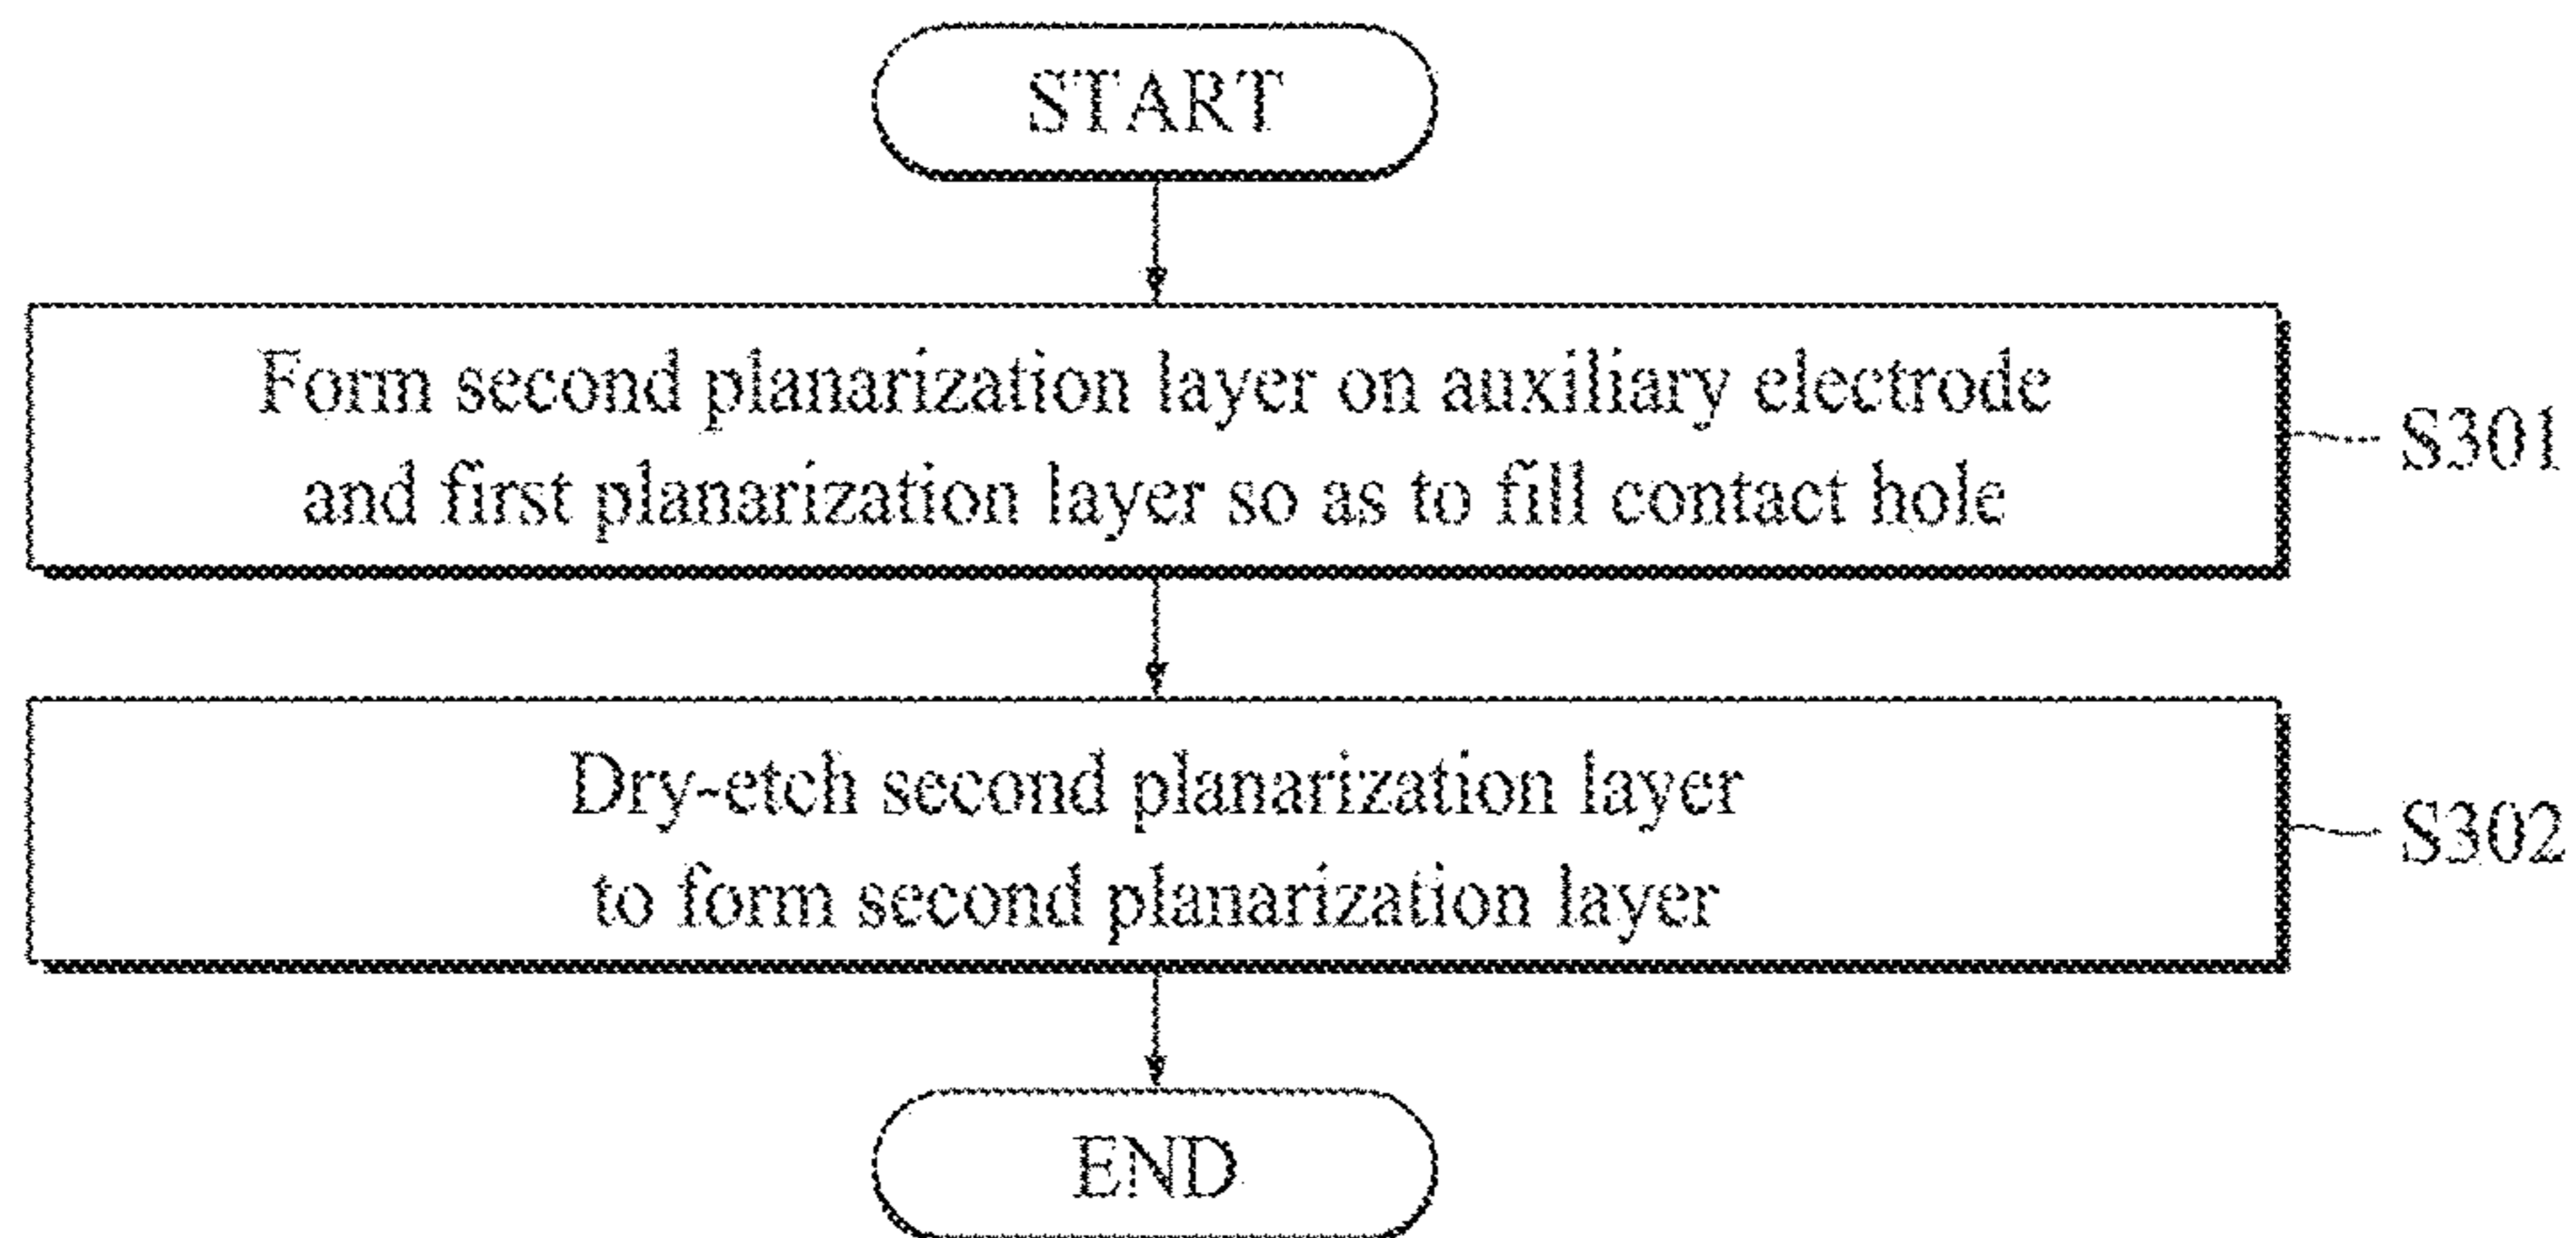 START
Form second planarization layer on auxiliary electrode
and first planarization layer so as to fill contact hole
S301
Dry-etch second planarization layer
to form second planarization layer
S302
END